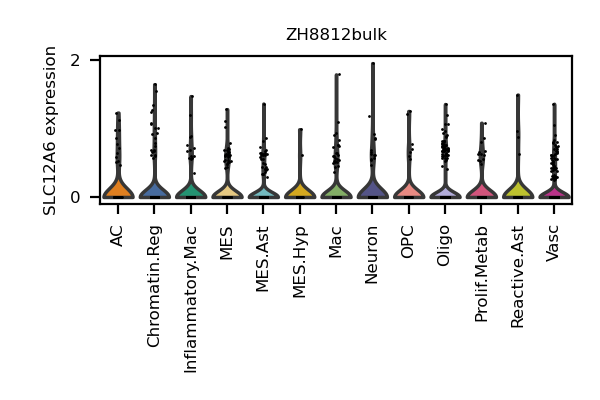 ZH8812bulk
SLC12A6 expression
2
0
AC
Chromatin.Reg
Inflammatory.Mac
MES
MES.Ast
MES.Hyp
Mac
Neuron
OPC
Oligo
Prolif.Metab
Reactive.Ast
Vasc